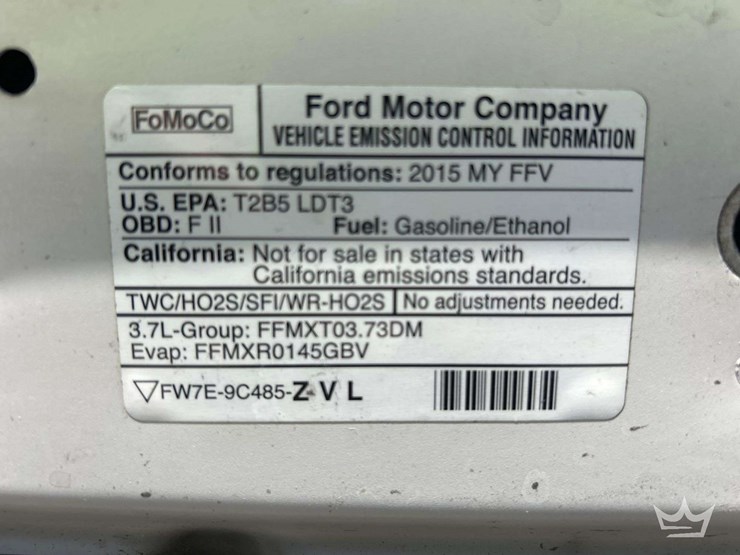 FoMoCo
Ford Motor Company
VEHICLE EMISSION CONTROL INFORMATION
Conforms to regulations: 2015 MY FFV
U.S. EPA: T2B5 LDT3
OBD: F II Fuel: Gasoline/Ethanol
California: Not for sale in states with
California emissions standards.
TWC/HO2S/SFI/WR-HO2S No adjustments needed.
3.7L-Group: FFMXT03.73DM
Evap: FFMXR0145GBV
FW7E-9C485-Z V L